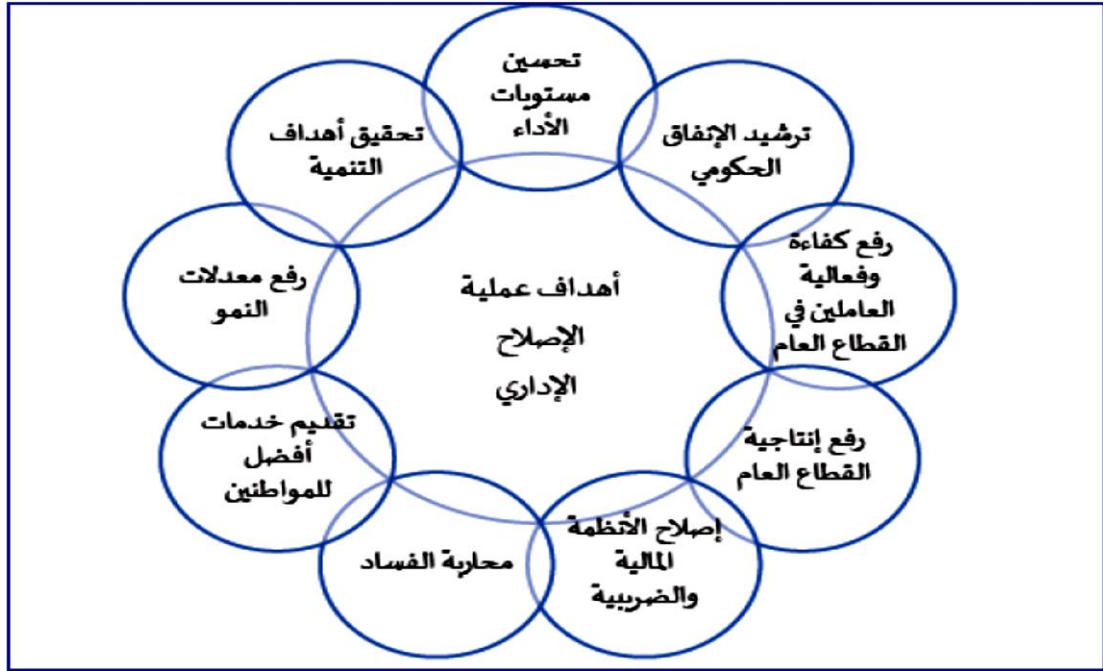 تحسين
مستويات
الأداء
ترشيد الإنفاق
الحكومي
رفع كفاءة
وفعالية
العاملين في
القطاع العام
رفع إنتاجية
القطاع العام
إصلاح الأنظمة
المالية
والضريبية
محاربة الفساد
تقديم خدمات
أفضل
للمواطنين
رفع معدلات
النمو
تحقيق أهداف
التنمية
أهداف عملية
الإصلاح
الإداري